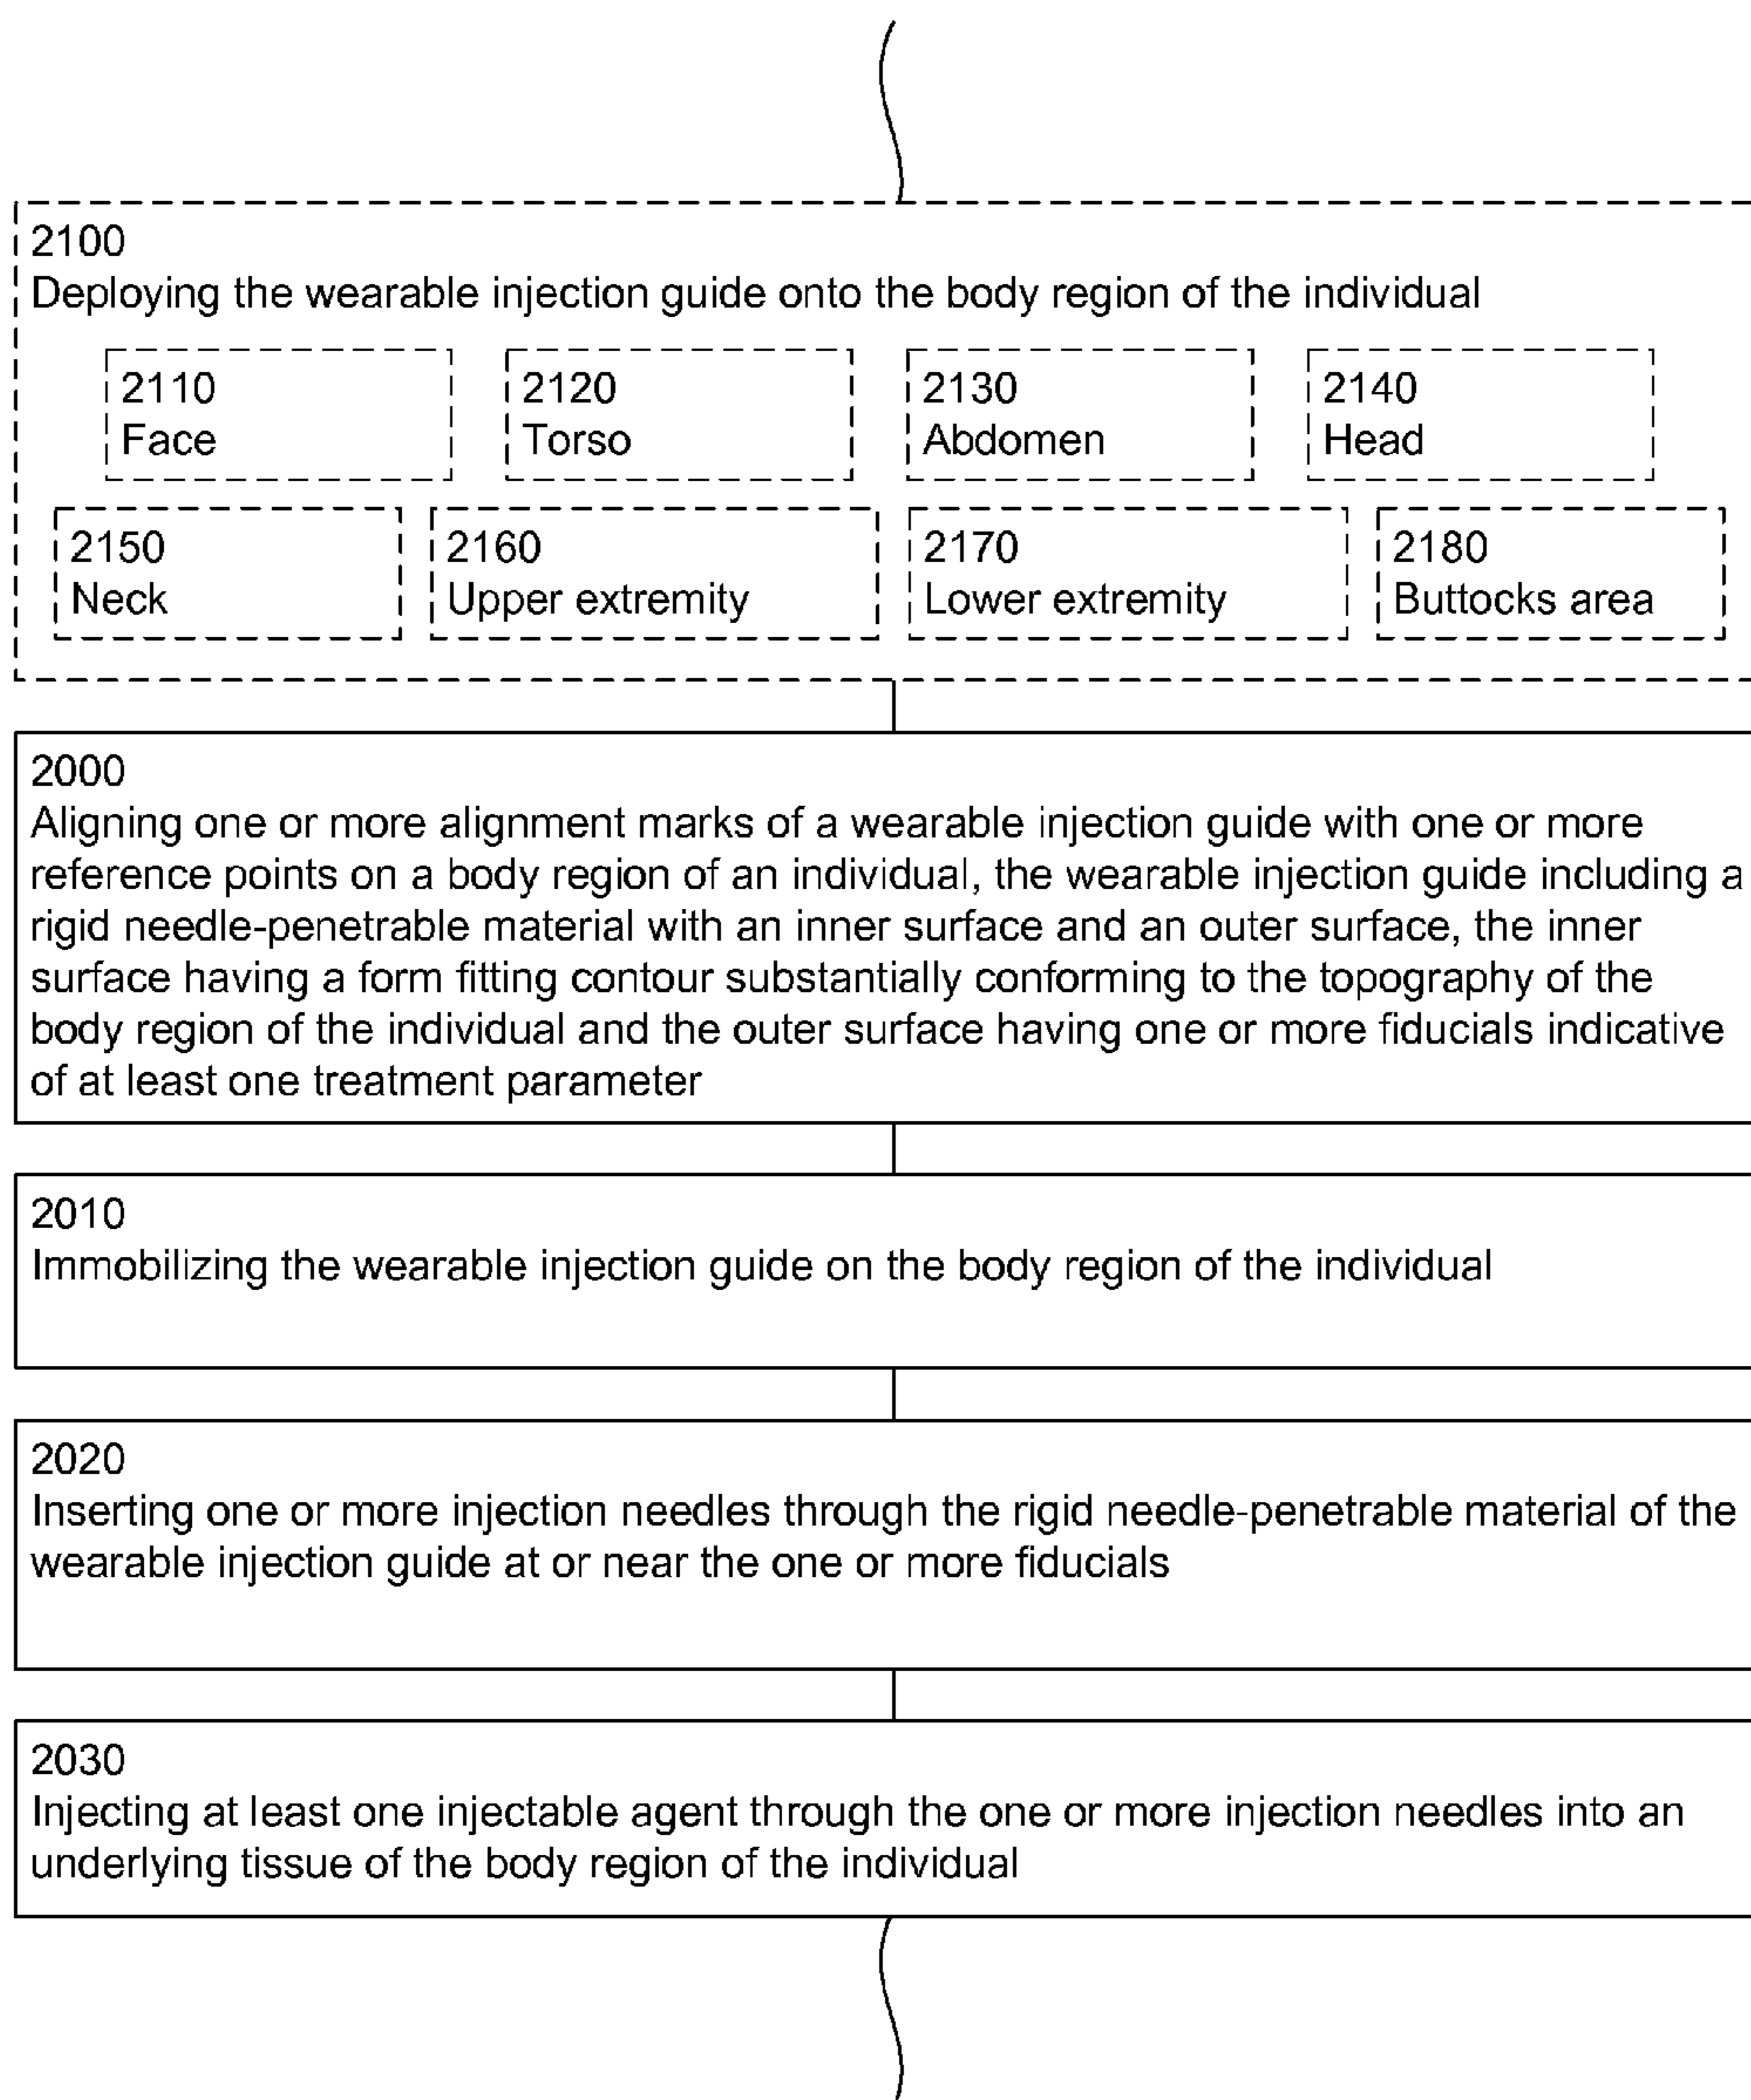 2100
Deploying the wearable injection guide onto the body region of the individual
2110
Face
2120
Torso
2130
Abdomen
2140
Head
2150
Neck
2160
Upper extremity
2170
Lower extremity
2180
Buttocks area
2000
Aligning one or more alignment marks of a wearable injection guide with one or more
reference points on a body region of an individual, the wearable injection guide including a
rigid needle-penetrable material with an inner surface and an outer surface, the inner
surface having a form fitting contour substantially conforming to the topography of the
body region of the individual and the outer surface having one or more fiducials indicative
of at least one treatment parameter
2010
Immobilizing the wearable injection guide on the body region of the individual
2020
Inserting one or more injection needles through the rigid needle-penetrable material of the
wearable injection guide at or near the one or more fiducials
2030
Injecting at least one injectable agent through the one or more injection needles into an
underlying tissue of the body region of the individual